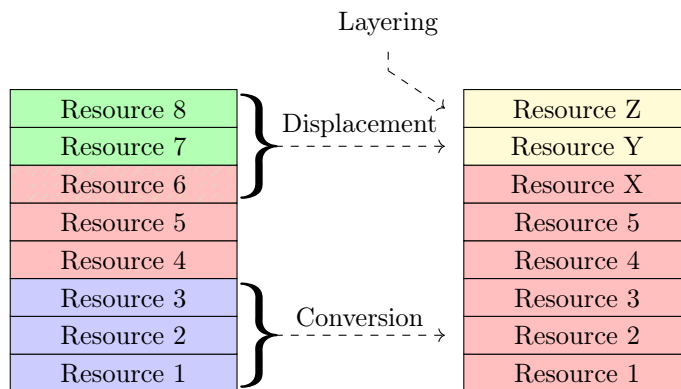 Layering
Resource 8
Resource 7
Resource 6
Resource 5
Resource 4
Resource 3
Resource 2
Resource 1
Displacement
Conversion
Resource Z
Resource Y
Resource X
Resource 5
Resource 4
Resource 3
Resource 2
Resource 1